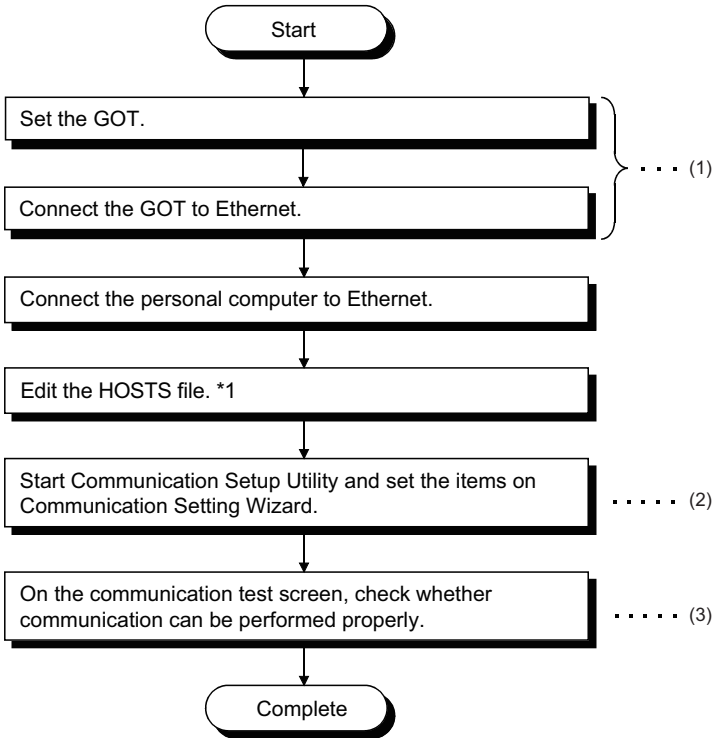 Start
Set the GOT.
(1)
Connect the GOT to Ethernet.
Connect the personal computer to Ethernet.
Edit the HOSTS file. *1
Start Communication Setup Utility and set the items on
Communication Setting Wizard.
(2)
On the communication test screen, check whether
communication can be performed properly.
(3)
Complete